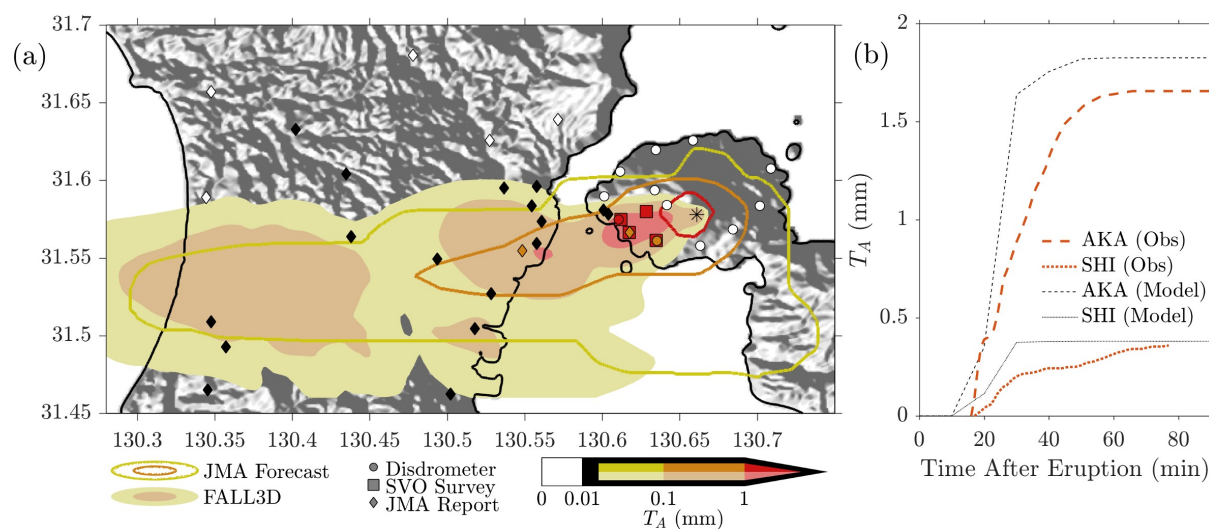 (a)
31.7
31.65
31.6
31.55
31.5
31.45
130.3 130.35 130.4 130.45 130.5 130.55 130.6 130.65 130.7
JMA Forecast
FALL3D
Disdrometer
SVO Survey
JMA Report
0 0.01 0.1 1
T_A (mm)
(b)
2
1.5
1
0.5
0
T_A (mm)
AKA (Obs)
SHI (Obs)
AKA (Model)
SHI (Model)
0 20 40 60 80
Time After Eruption (min)